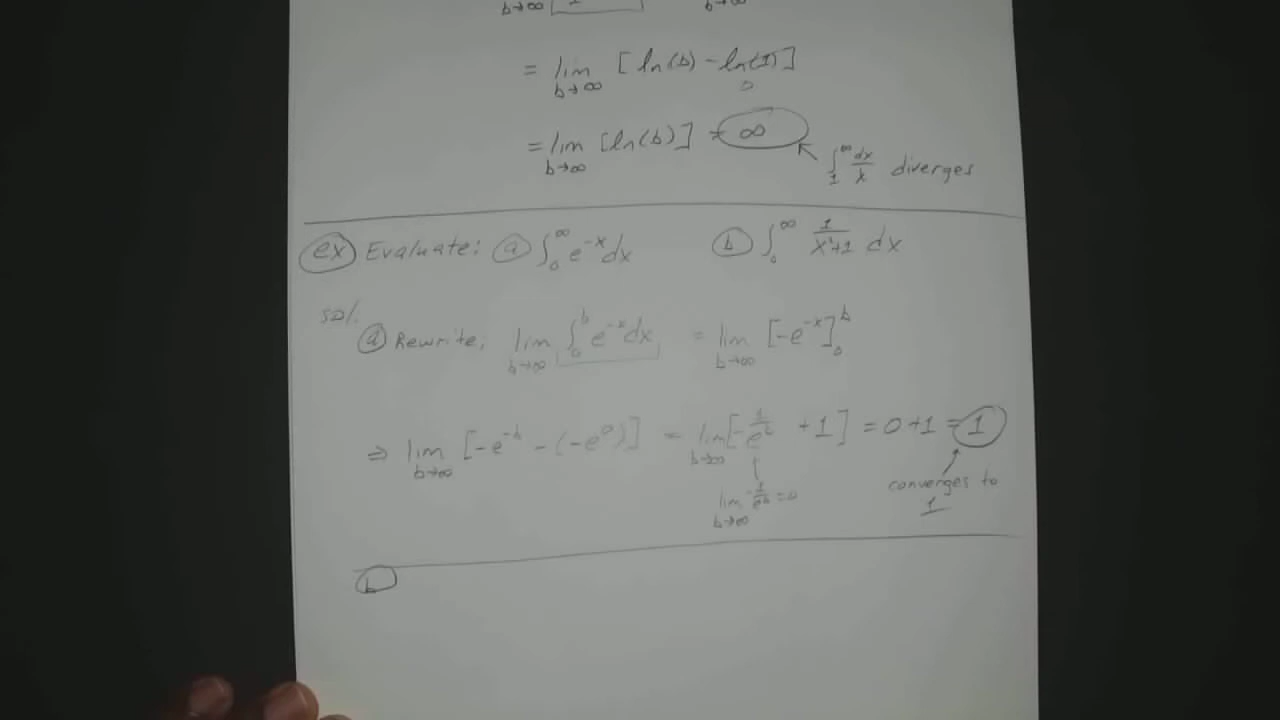 b→∞ b→∞
= lim [ln(b) - ln(1)]
b→∞ 0
= lim [ln(b)] = ∞
b→∞
∫₁^∞ dx/x diverges
ex Evaluate: a ∫₀^∞ e^-x dx b ∫₀^∞ 1/(x²+1) dx
sol.
a Rewrite, lim ∫₀^b e^-x dx = lim [-e^-x]₀^b
b→∞ b→∞
⇒ lim [-e^-b - (-e^0)] = lim [-1/e^b + 1] = 0 + 1 = 1
b→∞ b→∞
lim -1/e^b = 0
b→∞
converges to
1
b